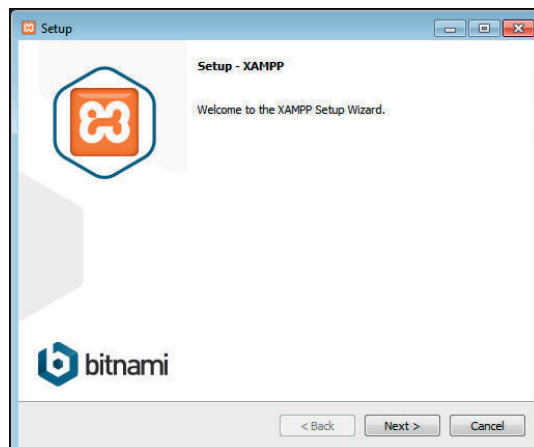 Setup
Setup - XAMPP
Welcome to the XAMPP Setup Wizard.
bitnami
< Back
Next >
Cancel